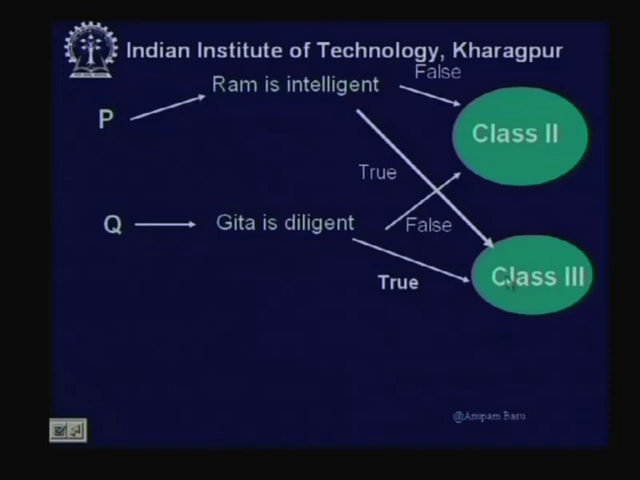 Indian Institute of Technology, Kharagpur
Ram is intelligent
False
P
Class II
True
Q
Gita is diligent
False
Class III
True
@Anupam Basu